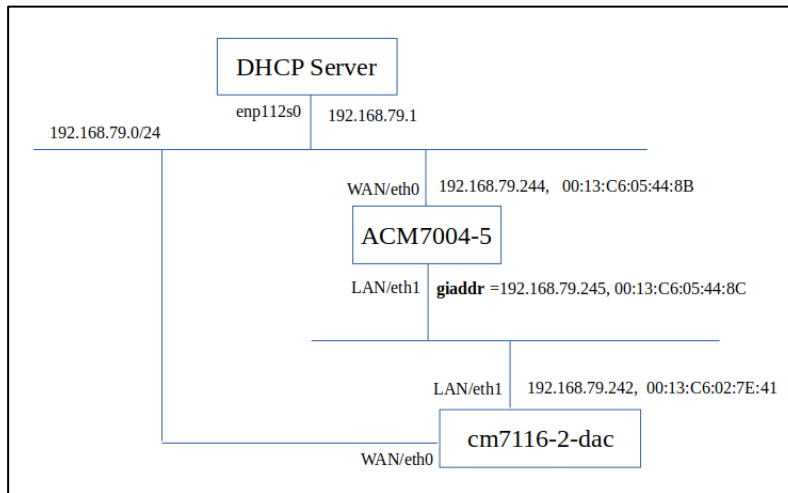 DHCP Server
enp112s0
192.168.79.1
192.168.79.0/24
WAN/eth0
192.168.79.244, 00:13:C6:05:44:8B
ACM7004-5
LAN/eth1
giaddr =192.168.79.245, 00:13:C6:05:44:8C
LAN/eth1
192.168.79.242, 00:13:C6:02:7E:41
cm7116-2-dac
WAN/eth0